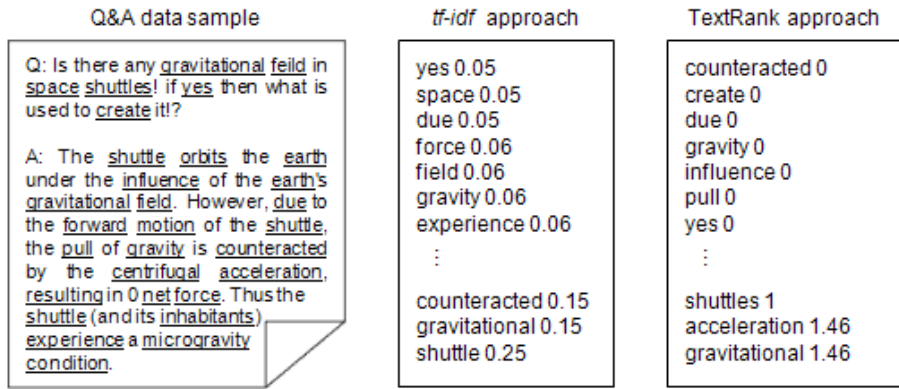 Q&A data sample
Q: Is there any gravitational feild in
space shuttles! if yes then what is
used to create it!?
A: The shuttle orbits the earth
under the influence of the earth's
gravitational field. However, due to
the forward motion of the shuttle,
the pull of gravity is counteracted
by the centrifugal acceleration,
resulting in 0 net force. Thus the
shuttle (and its inhabitants)
experience a microgravity
condition.
tf-idf approach
yes 0.05
space 0.05
due 0.05
force 0.06
field 0.06
gravity 0.06
experience 0.06
⋮
counteracted 0.15
gravitational 0.15
shuttle 0.25
TextRank approach
counteracted 0
create 0
due 0
gravity 0
influence 0
pull 0
yes 0
⋮
shuttles 1
acceleration 1.46
gravitational 1.46